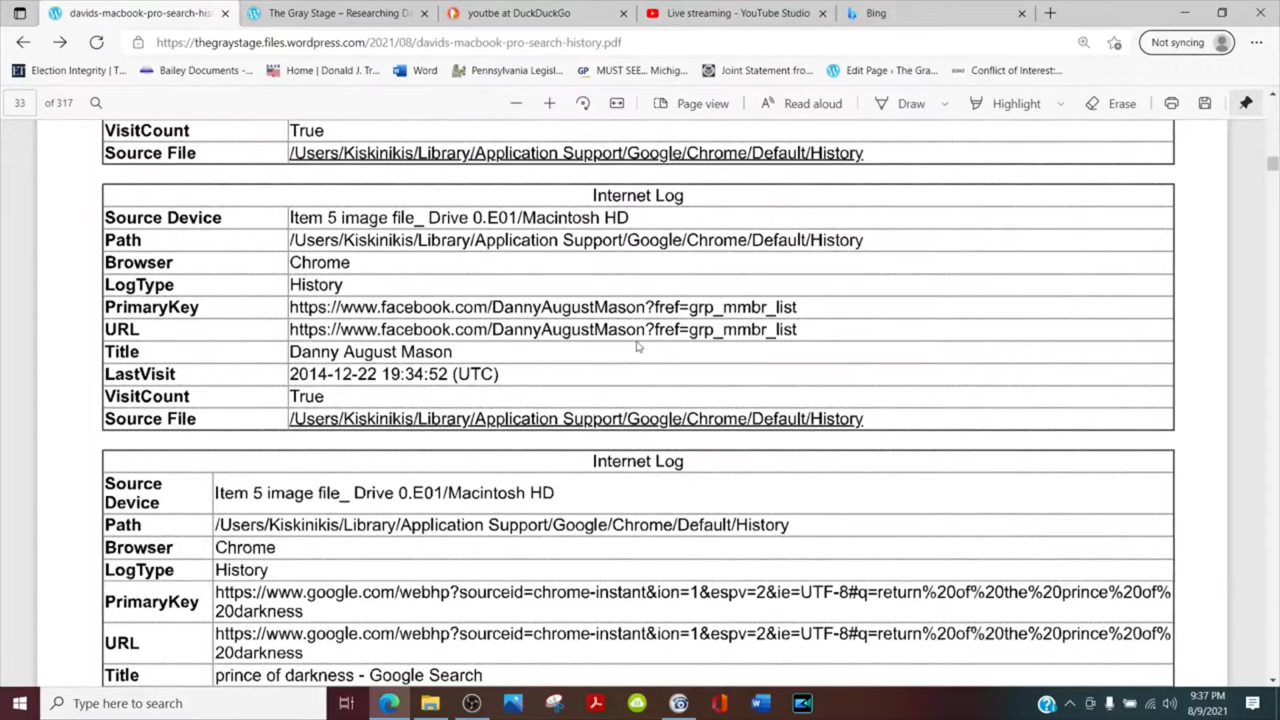 davids-macbook-pro-search-his
The Gray Stage – Researching Da
youtbe at DuckDuckGo
Live streaming - YouTube Studio
Bing
https://thegraystage.files.wordpress.com/2021/08/davids-macbook-pro-search-history.pdf
Not syncing
Election Integrity | T...
Bailey Documents -...
Home | Donald J. Tr...
Word
Pennsylvania Legisl...
GP MUST SEE... Michig...
Joint Statement fro...
Edit Page ‹ The Gra...
Conflict of Interest:...
33 of 317
Page view
Read aloud
Draw
Highlight
Erase
VisitCount True
Source File /Users/Kiskinikis/Library/Application Support/Google/Chrome/Default/History
Internet Log
Source Device Item 5 image file_ Drive 0.E01/Macintosh HD
Path /Users/Kiskinikis/Library/Application Support/Google/Chrome/Default/History
Browser Chrome
LogType History
PrimaryKey https://www.facebook.com/DannyAugustMason?fref=grp_mmbr_list
URL https://www.facebook.com/DannyAugustMason?fref=grp_mmbr_list
Title Danny August Mason
LastVisit 2014-12-22 19:34:52 (UTC)
VisitCount True
Source File /Users/Kiskinikis/Library/Application Support/Google/Chrome/Default/History
Internet Log
Source
Device Item 5 image file_ Drive 0.E01/Macintosh HD
Path /Users/Kiskinikis/Library/Application Support/Google/Chrome/Default/History
Browser Chrome
LogType History
PrimaryKey https://www.google.com/webhp?sourceid=chrome-instant&ion=1&espv=2&ie=UTF-8#q=return%20of%20the%20prince%20of%
20darkness
URL https://www.google.com/webhp?sourceid=chrome-instant&ion=1&espv=2&ie=UTF-8#q=return%20of%20the%20prince%20of%
20darkness
Title prince of darkness - Google Search
Type here to search
9:37 PM
8/9/2021